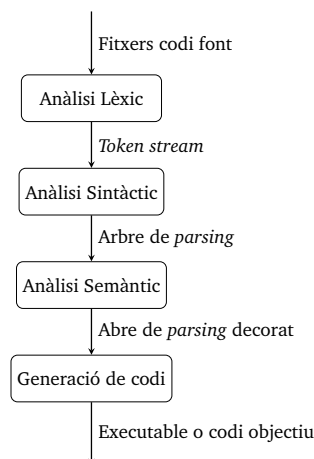 Fitxers codi font
Anàlisi Lèxic
Token stream
Anàlisi Sintàctic
Arbre de parsing
Anàlisi Semàntic
Abre de parsing decorat
Generació de codi
Executable o codi objectiu